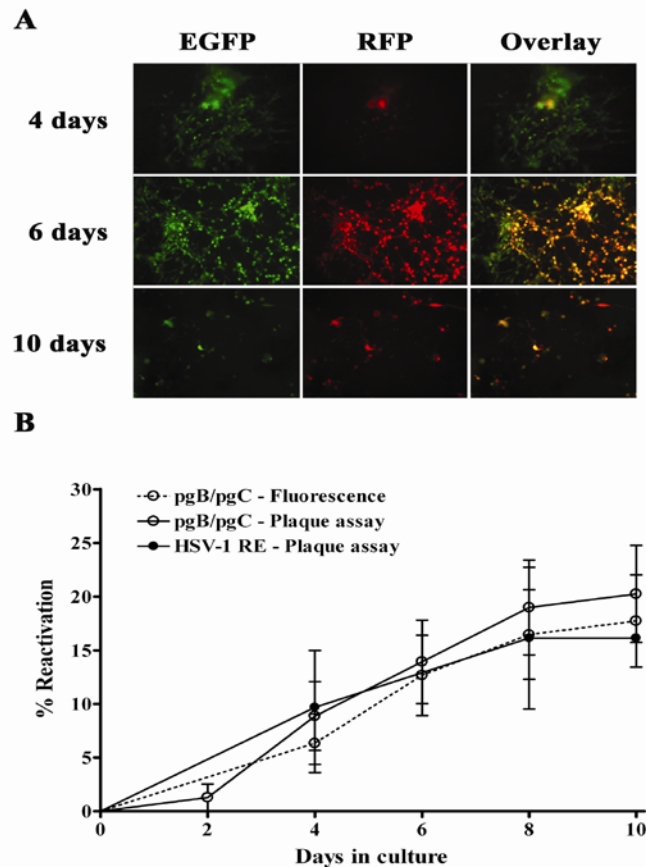 A
EGFP RFP Overlay
4 days
6 days
10 days
B
pgB/pgC - Fluorescence
pgB/pgC - Plaque assay
HSV-1 RE - Plaque assay
% Reactivation
30
25
20
15
10
5
0
0 2 4 6 8 10
Days in culture